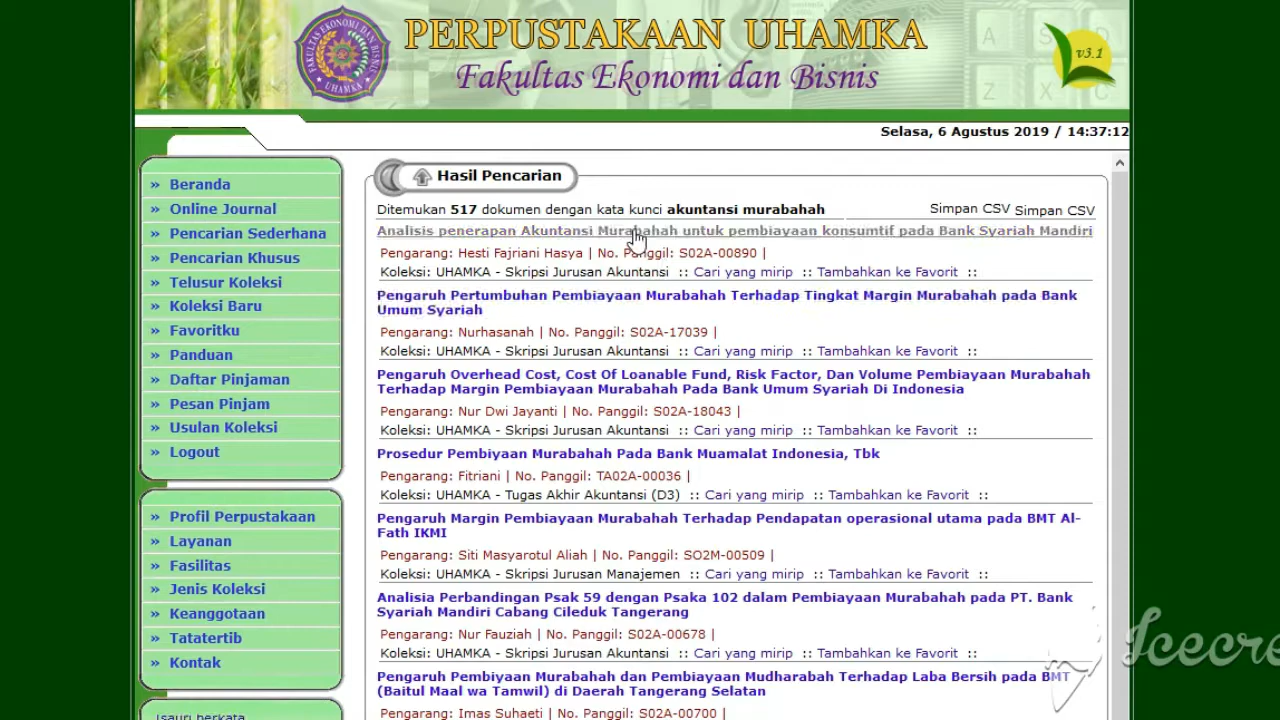 PERPUSTAKAAN UHAMKA
Fakultas Ekonomi dan Bisnis
FAKULTAS EKONOMI DAN BISNIS
UHAMKA
v3.1
A S D
Z X C
Selasa, 6 Agustus 2019 / 14:37:12
» Beranda
» Online Journal
» Pencarian Sederhana
» Pencarian Khusus
» Telusur Koleksi
» Koleksi Baru
» Favoritku
» Panduan
» Daftar Pinjaman
» Pesan Pinjam
» Usulan Koleksi
» Logout
» Profil Perpustakaan
» Layanan
» Fasilitas
» Jenis Koleksi
» Keanggotaan
» Tatatertib
» Kontak
Isauri berkata
Hasil Pencarian
Ditemukan 517 dokumen dengan kata kunci akuntansi murabahah
Simpan CSV Simpan CSV
Analisis penerapan Akuntansi Murabahah untuk pembiayaan konsumtif pada Bank Syariah Mandiri
Pengarang: Hesti Fajriani Hasya | No. Panggil: S02A-00890 |
Koleksi: UHAMKA - Skripsi Jurusan Akuntansi :: Cari yang mirip :: Tambahkan ke Favorit ::
Pengaruh Pertumbuhan Pembiayaan Murabahah Terhadap Tingkat Margin Murabahah pada Bank
Umum Syariah
Pengarang: Nurhasanah | No. Panggil: S02A-17039 |
Koleksi: UHAMKA - Skripsi Jurusan Akuntansi :: Cari yang mirip :: Tambahkan ke Favorit ::
Pengaruh Overhead Cost, Cost Of Loanable Fund, Risk Factor, Dan Volume Pembiayaan Murabahah
Terhadap Margin Pembiayaan Murabahah Pada Bank Umum Syariah Di Indonesia
Pengarang: Nur Dwi Jayanti | No. Panggil: S02A-18043 |
Koleksi: UHAMKA - Skripsi Jurusan Akuntansi :: Cari yang mirip :: Tambahkan ke Favorit ::
Prosedur Pembiyaan Murabahah Pada Bank Muamalat Indonesia, Tbk
Pengarang: Fitriani | No. Panggil: TA02A-00036 |
Koleksi: UHAMKA - Tugas Akhir Akuntansi (D3) :: Cari yang mirip :: Tambahkan ke Favorit ::
Pengaruh Margin Pembiayaan Murabahah Terhadap Pendapatan operasional utama pada BMT Al-
Fath IKMI
Pengarang: Siti Masyarotul Aliah | No. Panggil: SO2M-00509 |
Koleksi: UHAMKA - Skripsi Jurusan Manajemen :: Cari yang mirip :: Tambahkan ke Favorit ::
Analisia Perbandingan Psak 59 dengan Psaka 102 dalam Pembiayaan Murabahah pada PT. Bank
Syariah Mandiri Cabang Cileduk Tangerang
Pengarang: Nur Fauziah | No. Panggil: S02A-00678 |
Koleksi: UHAMKA - Skripsi Jurusan Akuntansi :: Cari yang mirip :: Tambahkan ke Favorit ::
Pengaruh Pembiyaan Murabahah dan Pembiayaan Mudharabah Terhadap Laba Bersih pada BMT
(Baitul Maal wa Tamwil) di Daerah Tangerang Selatan
Pengarang: Imas Suhaeti | No. Panggil: S02A-00700 |
Icecre